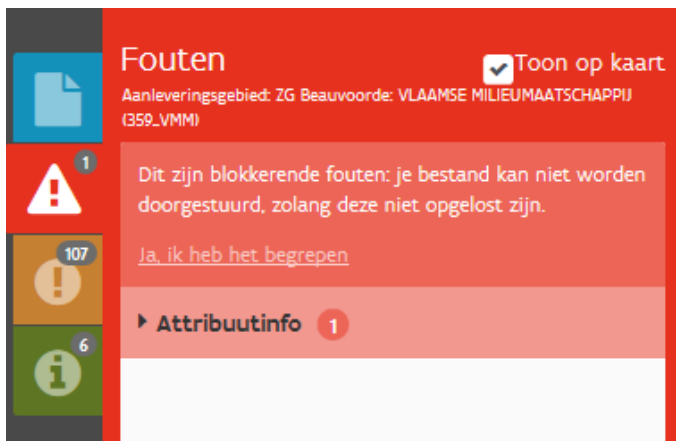 Fouten
Toon op kaart
Aanleveringsgebied: ZG Beauvoorde: VLAAMSE MILIEUMAATSCHAPPIJ
(359_VMM)
1
Dit zijn blokkerende fouten: je bestand kan niet worden
doorgestuurd, zolang deze niet opgelost zijn.
107
Ja, ik heb het begrepen
Attribuutinfo 1
6